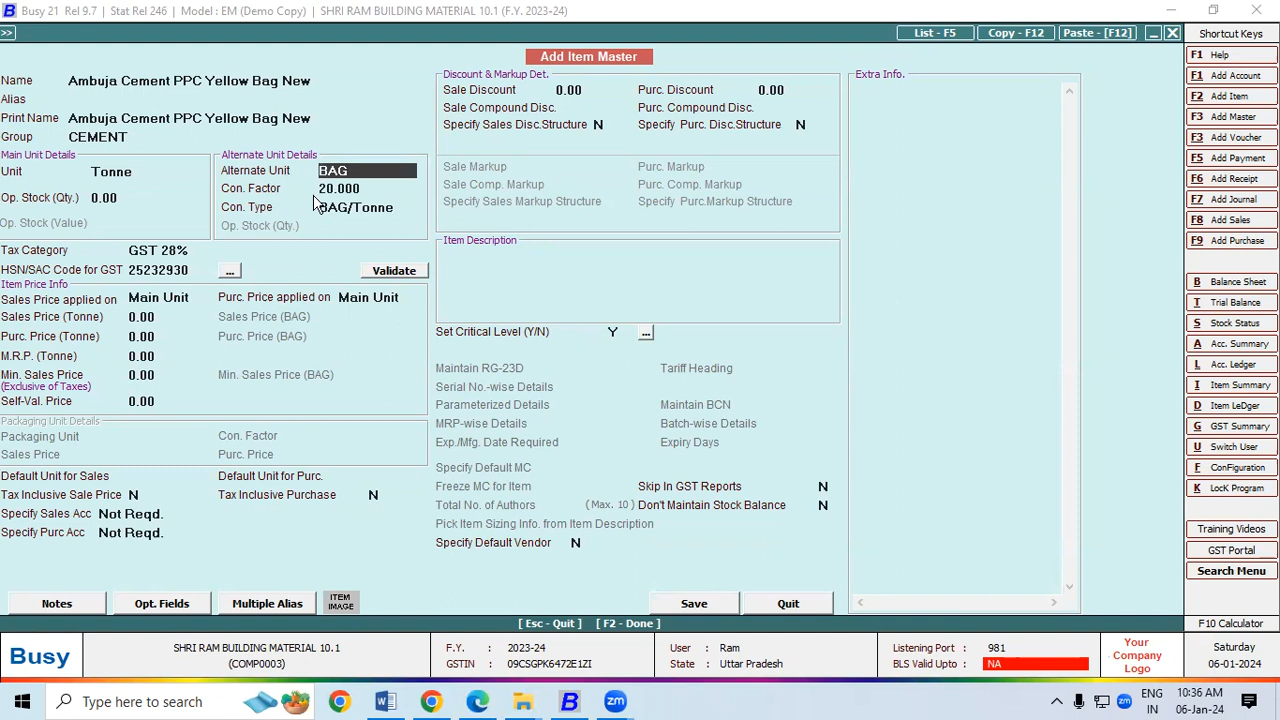 Busy 21 Rel 9.7 | Stat Rel 246 | Model : EM (Demo Copy) | SHRI RAM BUILDING MATERIAL 10.1 (F.Y. 2023-24)
>> List - F5 Copy - F12 Paste - [F12] Shortcut Keys
Add Item Master
Name Ambuja Cement PPC Yellow Bag New
Alias
Print Name Ambuja Cement PPC Yellow Bag New
Group CEMENT
Main Unit Details
Unit Tonne
Op. Stock (Qty.) 0.00
Op. Stock (Value)
Alternate Unit Details
Alternate Unit BAG
Con. Factor 20.000
Con. Type BAG/Tonne
Op. Stock (Qty.)
Tax Category GST 28%
HSN/SAC Code for GST 25232930 ... Validate
Item Price Info
Sales Price applied on Main Unit Purc. Price applied on Main Unit
Sales Price (Tonne) 0.00 Sales Price (BAG)
Purc. Price (Tonne) 0.00 Purc. Price (BAG)
M.R.P. (Tonne) 0.00
Min. Sales Price 0.00 Min. Sales Price (BAG)
(Exclusive of Taxes)
Self-Val. Price 0.00
Packaging Unit Details
Packaging Unit Con. Factor
Sales Price Purc. Price
Default Unit for Sales Default Unit for Purc.
Tax Inclusive Sale Price N Tax Inclusive Purchase N
Specify Sales Acc Not Reqd.
Specify Purc Acc Not Reqd.
Notes Opt. Fields Multiple Alias ITEM IMAGE
Discount & Markup Det.
Sale Discount 0.00 Purc. Discount 0.00
Sale Compound Disc. Purc. Compound Disc.
Specify Sales Disc.Structure N Specify Purc. Disc.Structure N
Sale Markup Purc. Markup
Sale Comp. Markup Purc. Comp. Markup
Specify Sales Markup Structure Specify Purc.Markup Structure
Item Description
Set Critical Level (Y/N) Y ...
Maintain RG-23D Tariff Heading
Serial No.-wise Details
Parameterized Details Maintain BCN
MRP-wise Details Batch-wise Details
Exp./Mfg. Date Required Expiry Days
Specify Default MC
Freeze MC for Item Skip In GST Reports N
Total No. of Authors (Max. 10) Don't Maintain Stock Balance N
Pick Item Sizing Info. from Item Description
Specify Default Vendor N
Save Quit
Extra Info.
F1 Help
F1 Add Account
F2 Add Item
F3 Add Master
F3 Add Voucher
F5 Add Payment
F6 Add Receipt
F7 Add Journal
F8 Add Sales
F9 Add Purchase
B Balance Sheet
T Trial Balance
S Stock Status
A Acc. Summary
L Acc. Ledger
I Item Summary
D Item LeDger
G GST Summary
U Switch User
F Configuration
K LocK Program
Training Videos
GST Portal
Search Menu
[ Esc - Quit ] [ F2 - Done ] F10 Calculator
Busy
SHRI RAM BUILDING MATERIAL 10.1
(COMP0003)
F.Y. : 2023-24
GSTIN : 09CSGPK6472E1ZI
User : Ram
State : Uttar Pradesh
Listening Port : 981
BLS Valid Upto : NA
Your
Company
Logo
Saturday
06-01-2024
Type here to search
W B zm zm
ENG
IN
10:36 AM
06-Jan-24